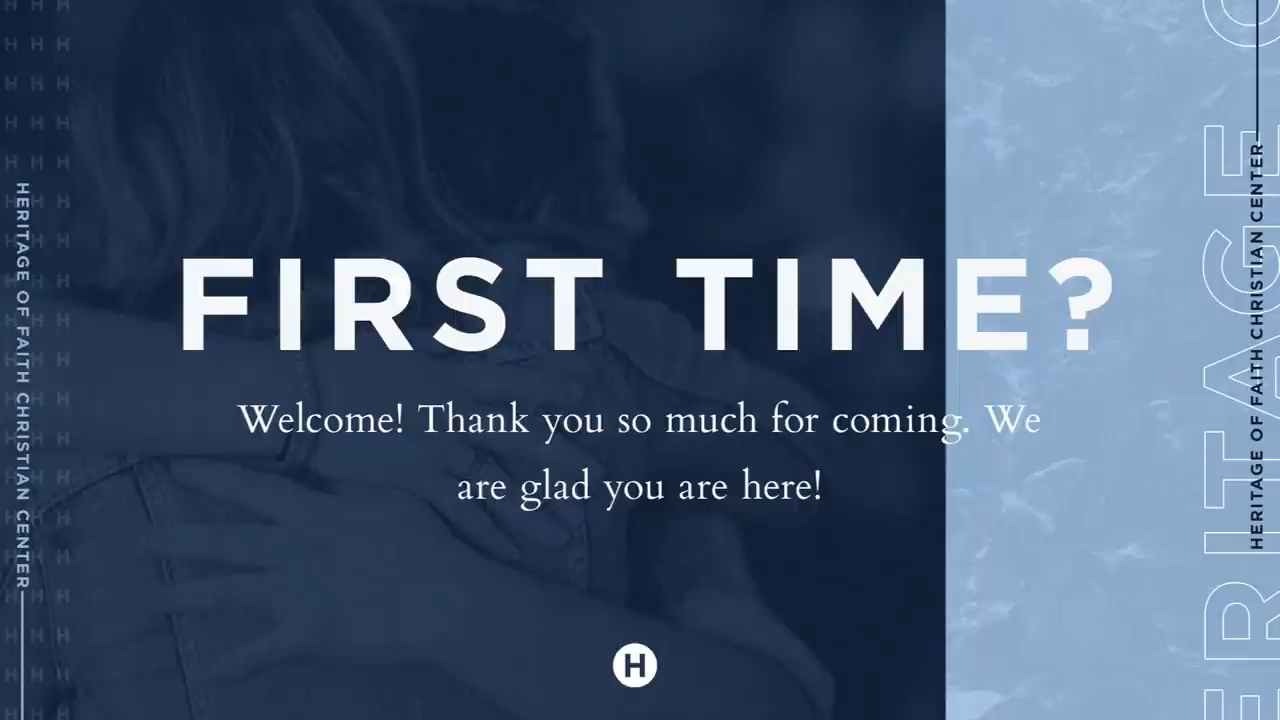 FIRST TIME?
Welcome! Thank you so much for coming. We
are glad you are here!
H
HERITAGE OF FAITH CHRISTIAN CENTER
HERITAGE OF FAITH CHRISTIAN CENTER
ERITAGE